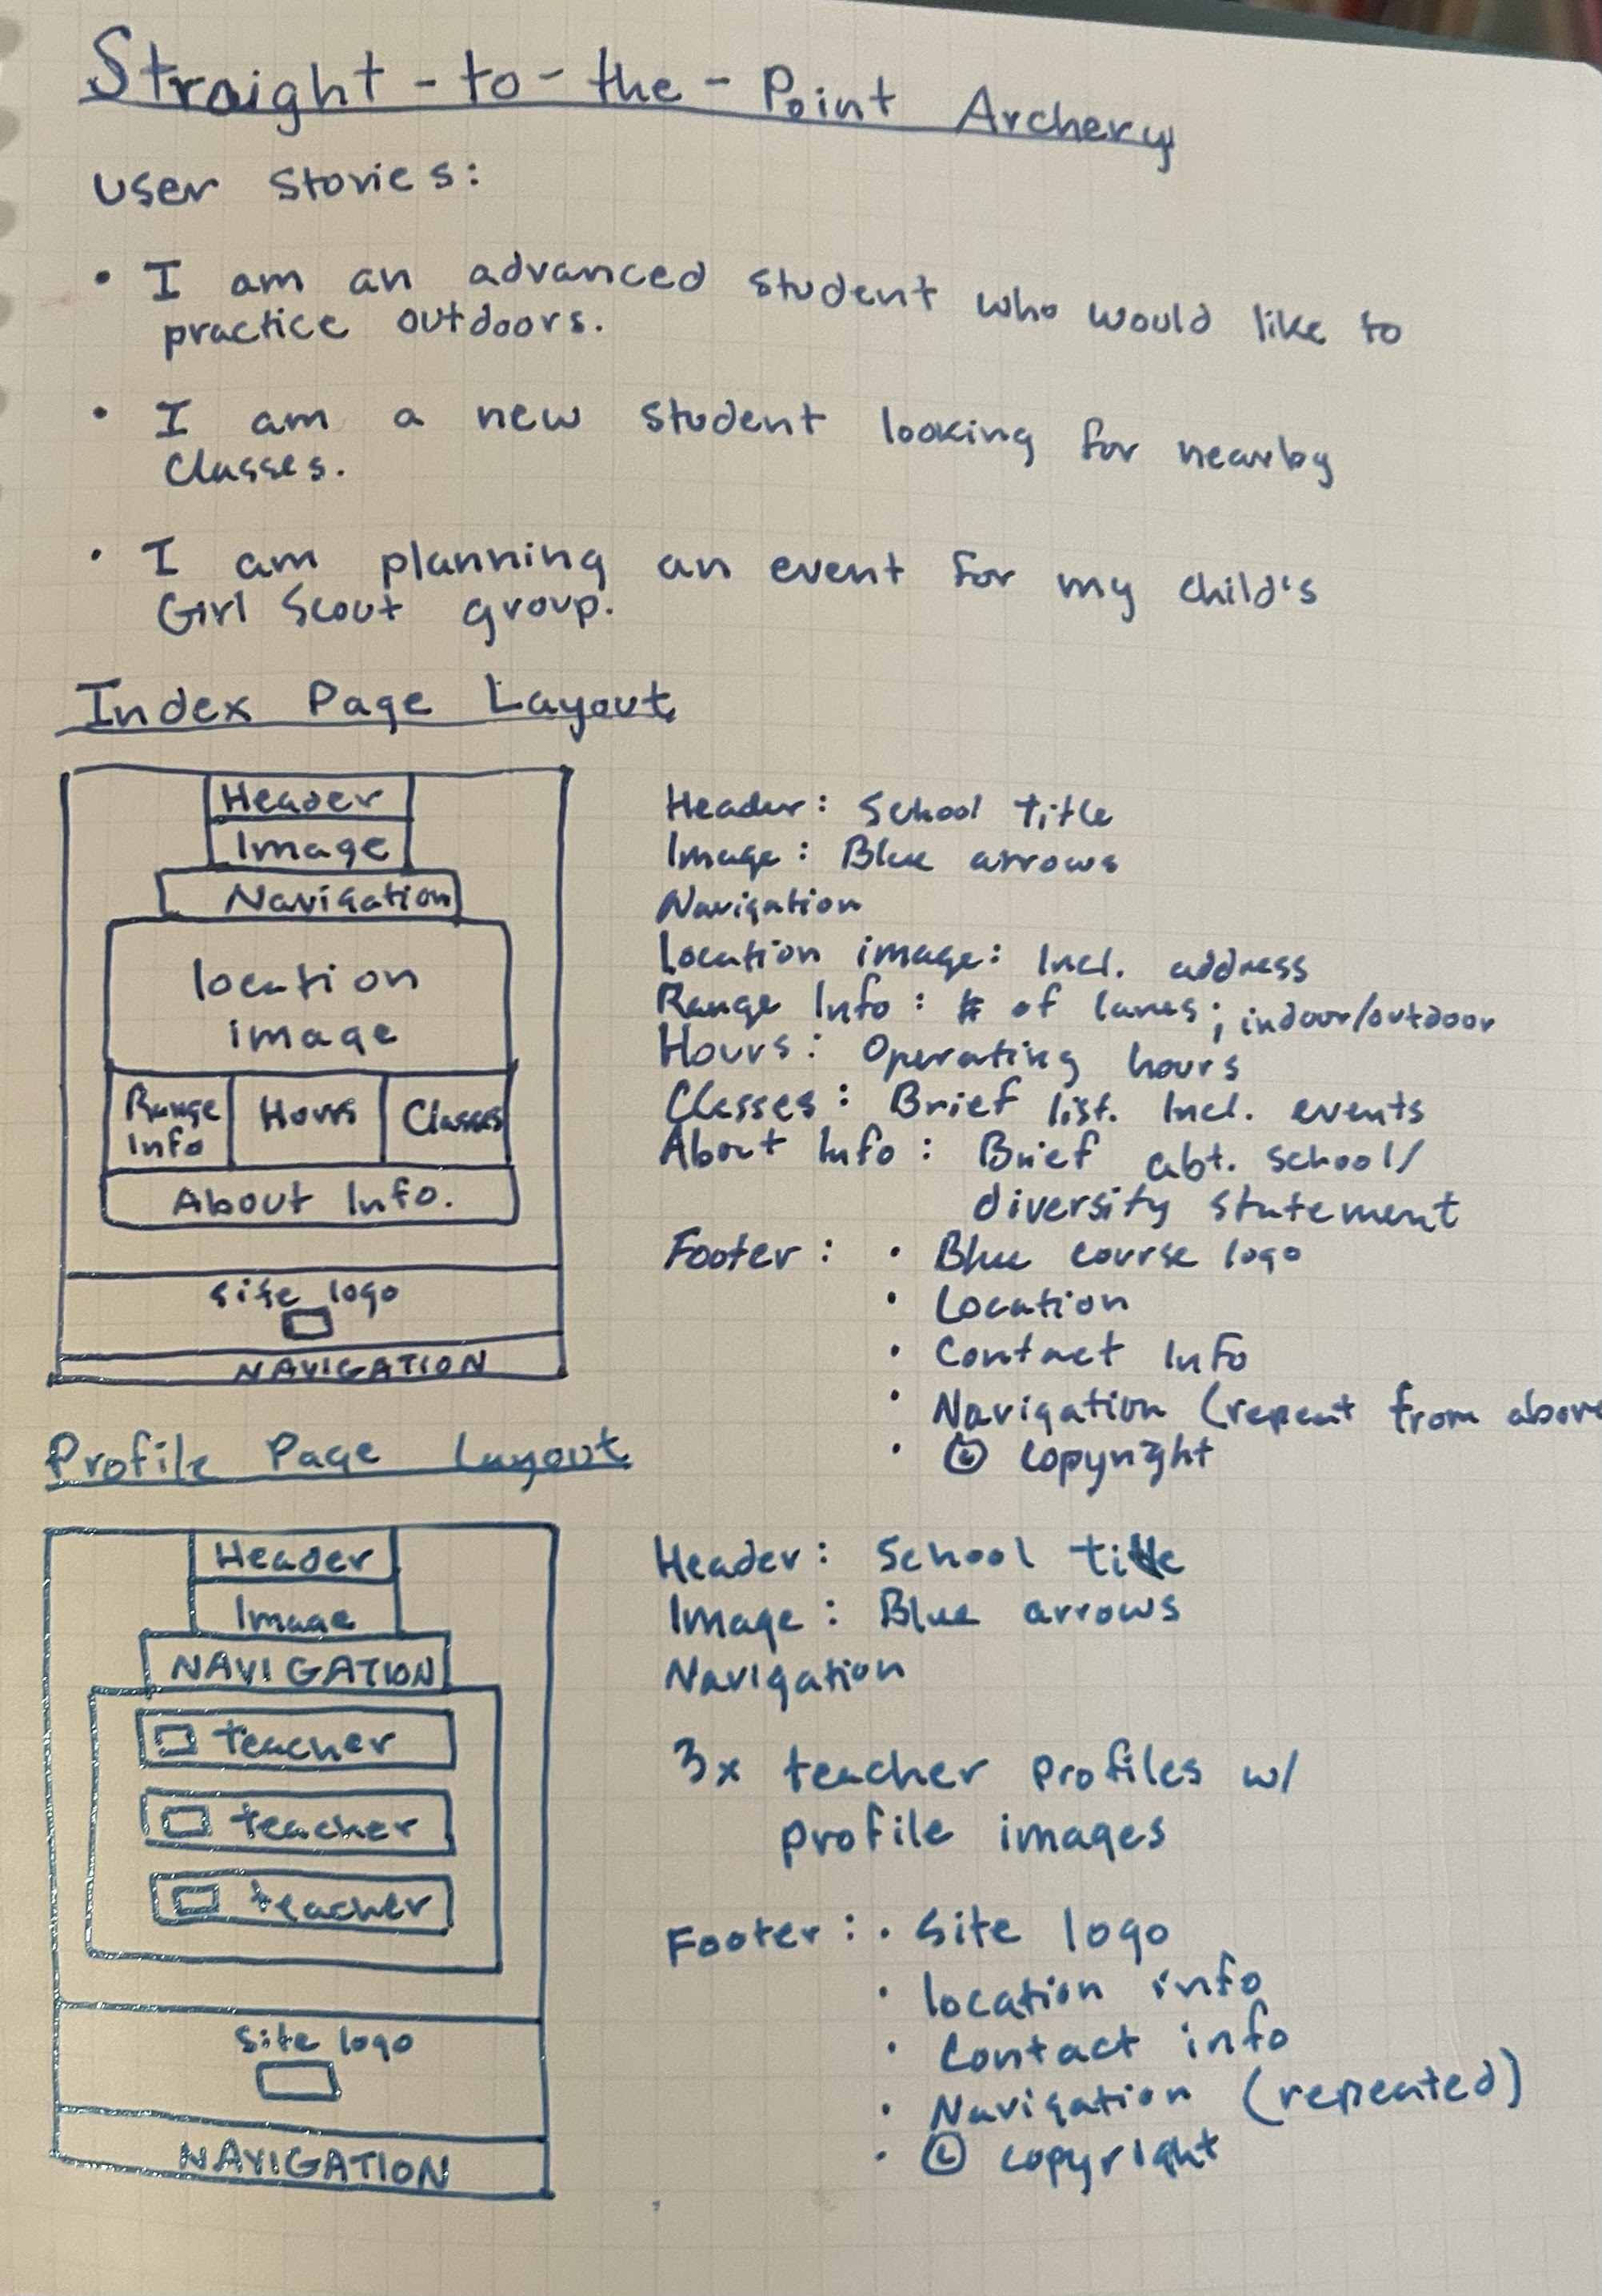 Straight-to-the-Point Archery
User Stories:
• I am an advanced student who would like to
practice outdoors.
• I am a new student looking for nearby
classes.
• I am planning an event for my child's
Girl Scout group.
Index Page Layout
Header
Image
Navigation
location
image
Range
Info
Hours
Classes
About Info.
site logo
NAVIGATION
Header: School title
Image: Blue arrows
Navigation
Location image: Incl. address
Range Info: # of lanes; indoor/outdoor
Hours: Operating hours
Classes: Brief list. Incl. events
About Info: Brief abt. school/
diversity statement
Footer: • Blue course logo
• Location
• Contact Info
• Navigation (repeat from above
• © copyright
Profile Page Layout
Header
Image
NAVIGATION
teacher
teacher
teacher
site logo
NAVIGATION
Header: School title
Image: Blue arrows
Navigation
3x teacher profiles w/
profile images
Footer: • Site logo
• location info
• Contact info
• Navigation (repeated)
• © copyright